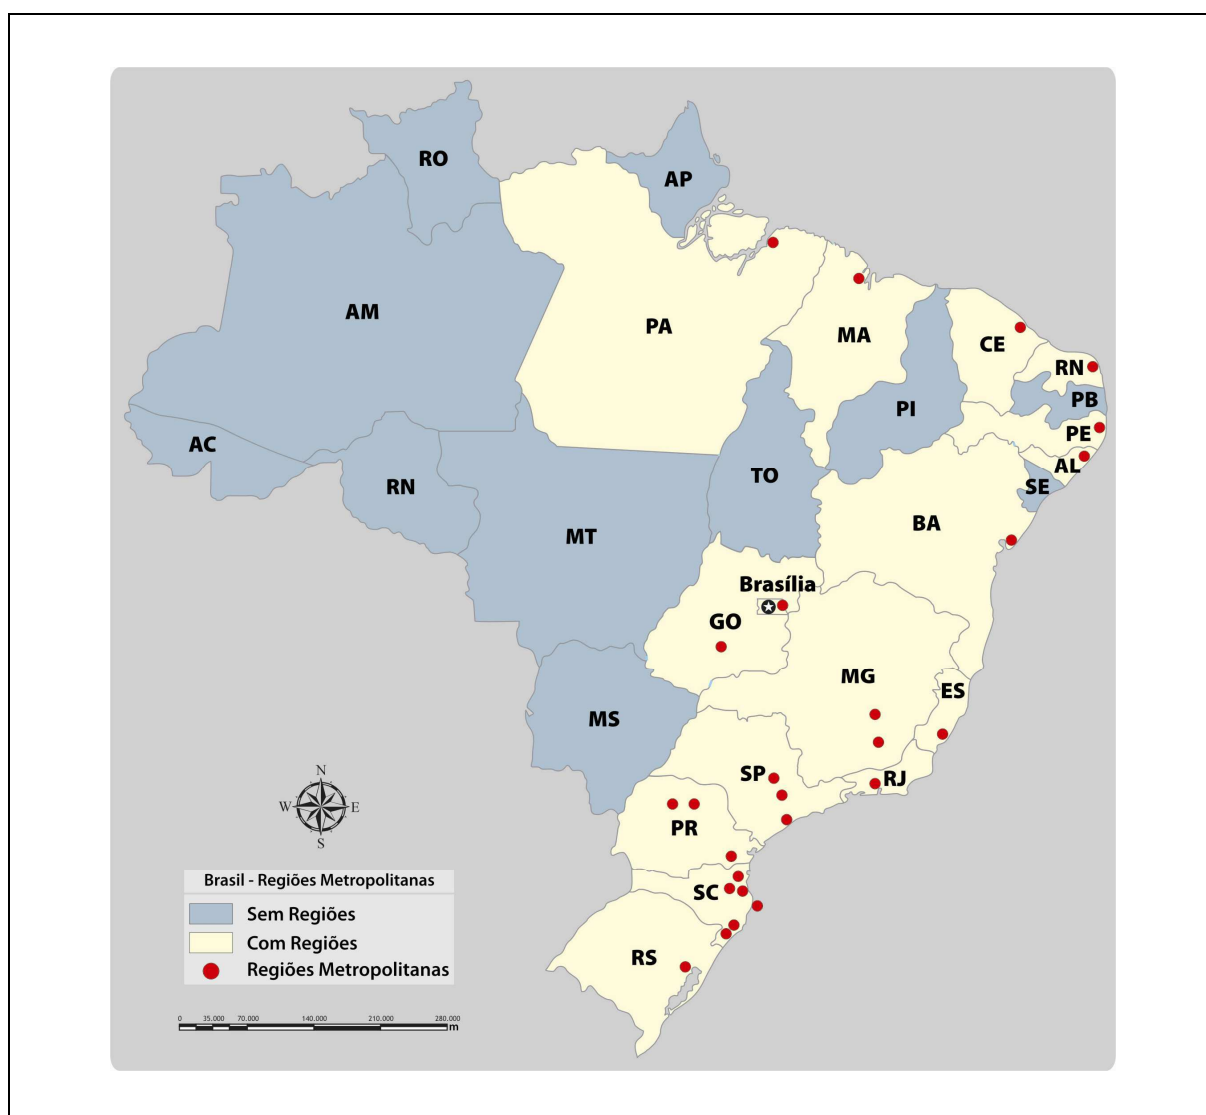 RO
AP
AM
PA
MA
CE
RN
PB
PI
PE
AC
AL
RN
TO
SE
BA
MT
Brasília
GO
MG
ES
MS
SP
RJ
N
W E
S
PR
SC
RS
Brasil - Regiões Metropolitanas
Sem Regiões
Com Regiões
Regiões Metropolitanas
0 35.000 70.000 140.000 210.000 280.000
m